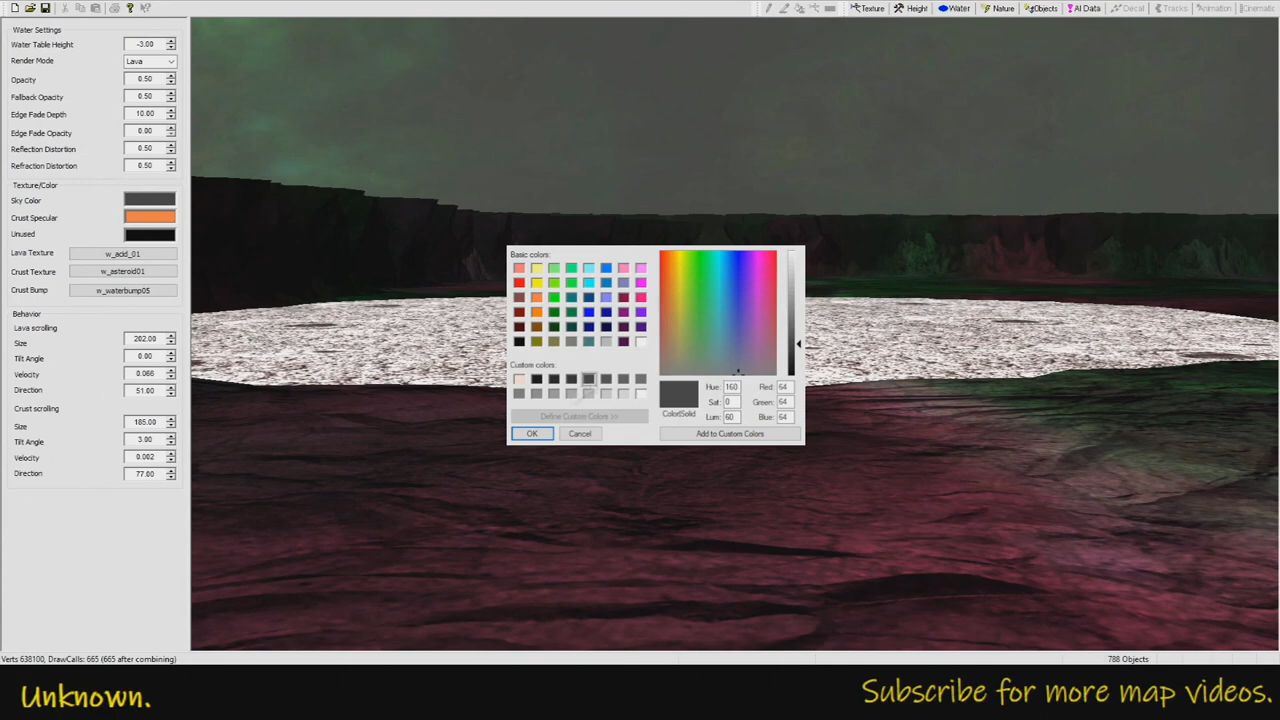 Texture Height Water Nature Objects AI Data Decal Tracks Animation Cinematic
Water Settings
Water Table Height -3.00
Render Mode Lava
Opacity 0.50
Fallback Opacity 0.50
Edge Fade Depth 10.00
Edge Fade Opacity 0.00
Reflection Distortion 0.50
Refraction Distortion 0.50
Texture/Color
Sky Color
Crust Specular
Unused
Lava Texture w_acid_01
Crust Texture w_asteroid01
Crust Bump w_waterbump05
Behavior
Lava scrolling
Size 202.00
Tilt Angle 0.00
Velocity 0.066
Direction 51.00
Crust scrolling
Size 185.00
Tilt Angle 3.00
Velocity 0.002
Direction 77.00
Basic colors:
Custom colors:
Define Custom Colors >>
OK Cancel
Color|Solid
Hue: 160 Red: 64
Sat: 0 Green: 64
Lum: 60 Blue: 64
Add to Custom Colors
Verts 638100, DrawCalls: 665 (665 after combining)
788 Objects
Unknown.
Subscribe for more map videos.